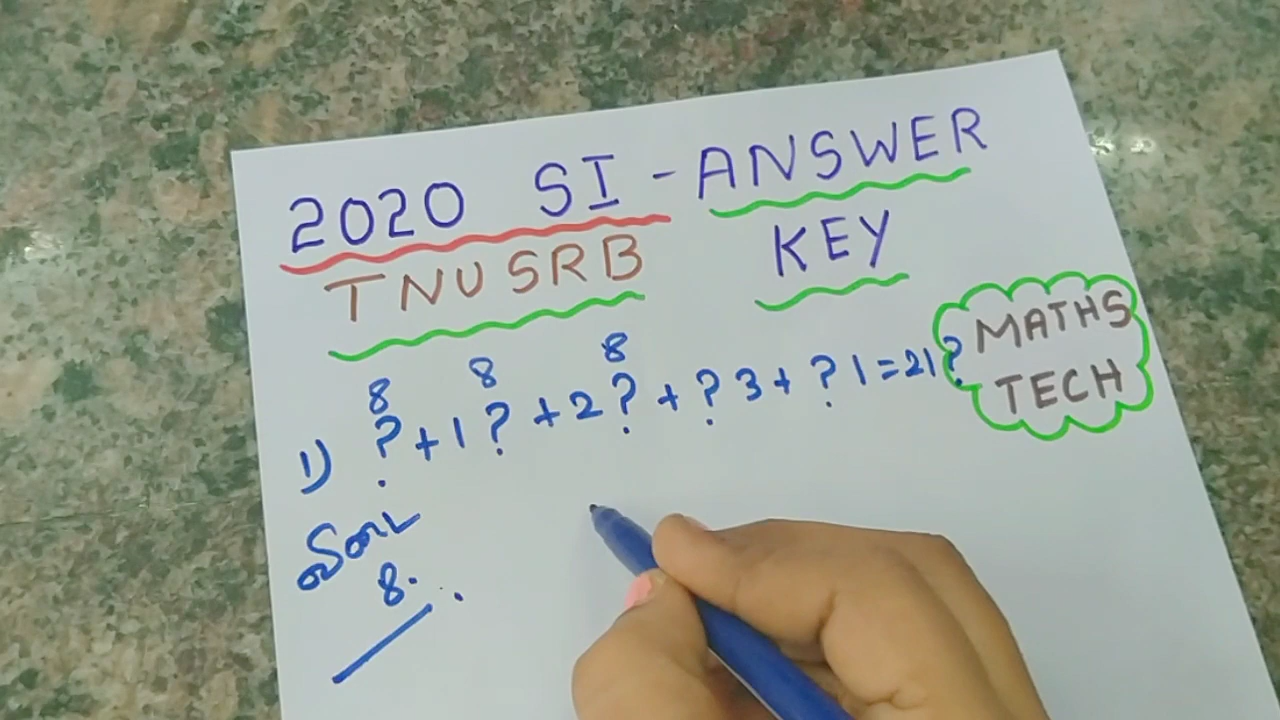 2020 SI - ANSWER
KEY
TNUSRB
MATHS
TECH
8 8 8
1) ? + 1 ? + 2 ? + ? 3 + ? 1 = 21 ?
விடை
8.